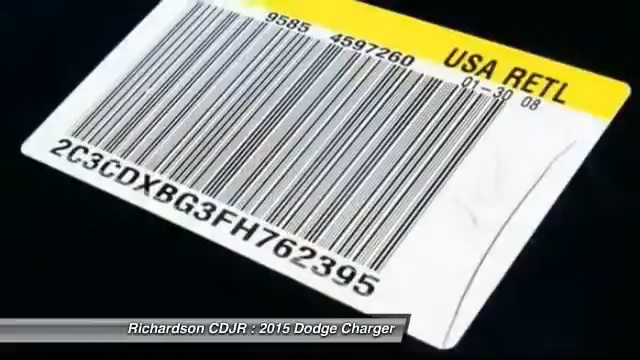 9585 4597260
USA RETL
01-30 08
2C3CDXBG3FH762395
Richardson CDJR : 2015 Dodge Charger